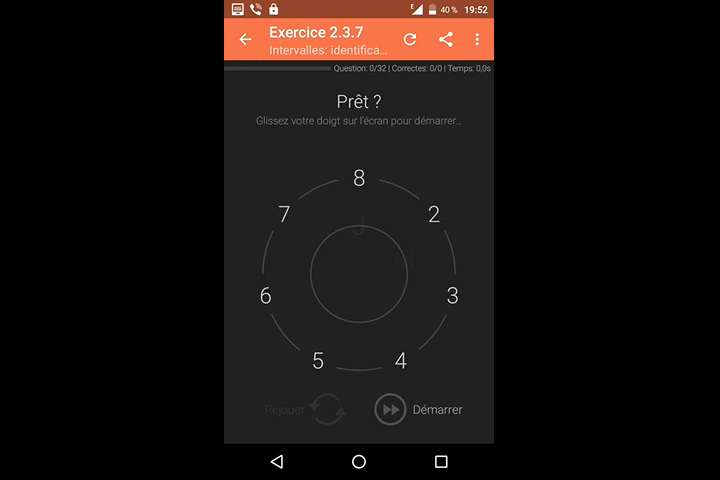 E 40 % 19:52
Exercice 2.3.7
Intervalles: identifica...
Question: 0/32 | Correctes: 0/0 | Temps: 0,0s
Prêt ?
Glissez votre doigt sur l'écran pour démarrer...
8
7 2
J
M
6 3
5 4
Rejouer Démarrer